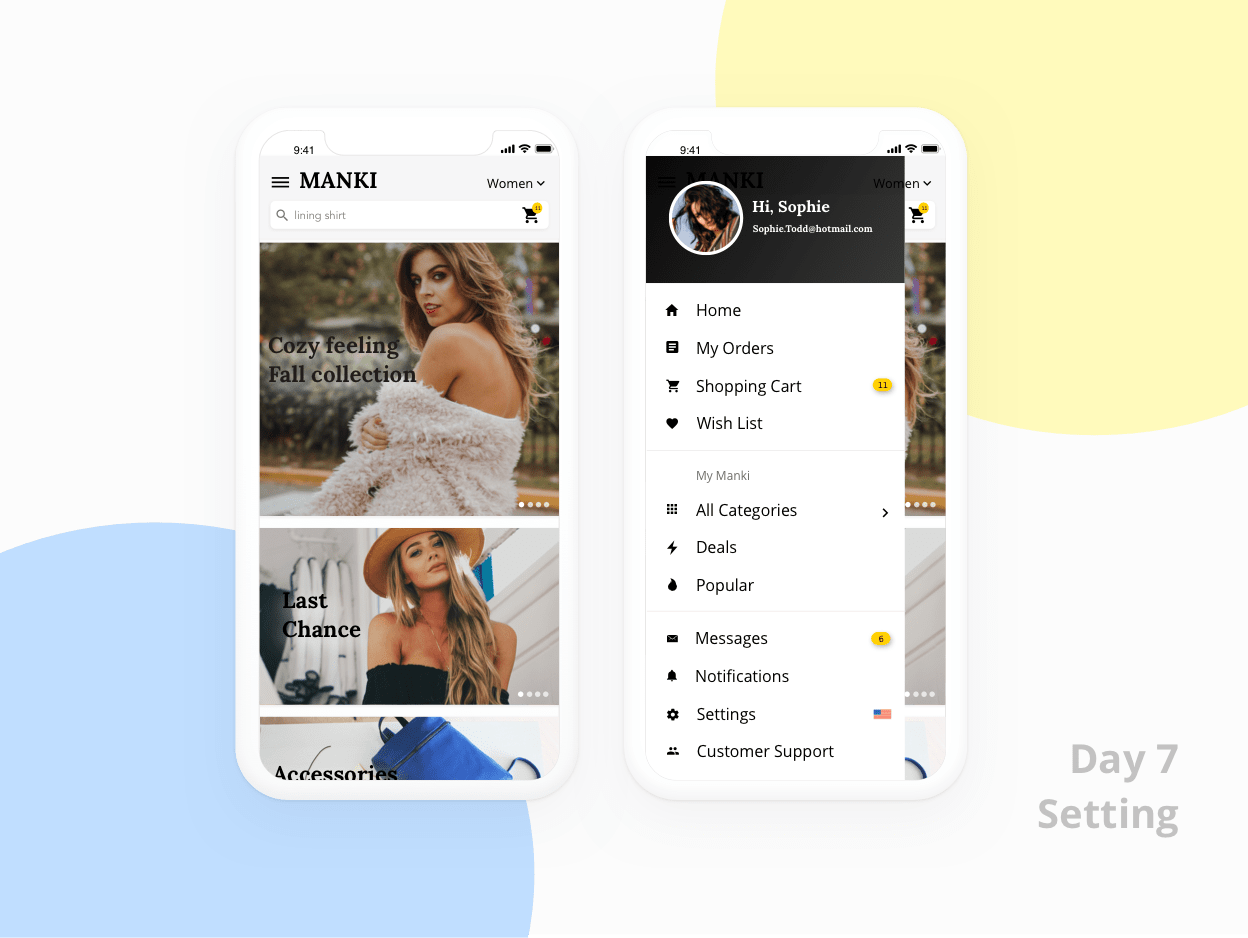 9:41
MANKI
Women
lining shirt
11
Cozy feeling
Fall collection
Last
Chance
Accessories
9:41
MANKI
Women
11
Hi, Sophie
Sophie.Todd@hotmail.com
Home
My Orders
Shopping Cart 11
Wish List
My Manki
All Categories
Deals
Popular
Messages 6
Notifications
Settings
Customer Support
Day 7
Setting